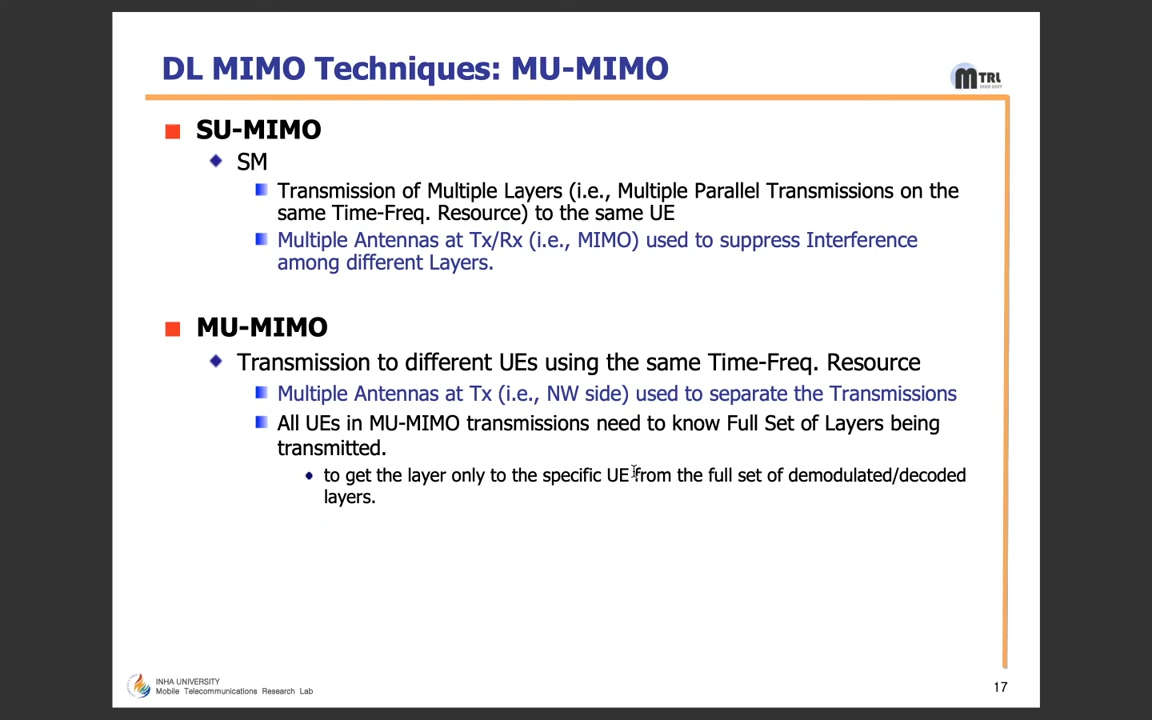 DL MIMO Techniques: MU-MIMO
MTRL
SU-MIMO
SM
Transmission of Multiple Layers (i.e., Multiple Parallel Transmissions on the
same Time-Freq. Resource) to the same UE
Multiple Antennas at Tx/Rx (i.e., MIMO) used to suppress Interference
among different Layers.
MU-MIMO
Transmission to different UEs using the same Time-Freq. Resource
Multiple Antennas at Tx (i.e., NW side) used to separate the Transmissions
All UEs in MU-MIMO transmissions need to know Full Set of Layers being
transmitted.
to get the layer only to the specific UE from the full set of demodulated/decoded
layers.
INHA UNIVERSITY
Mobile Telecommunications Research Lab
17